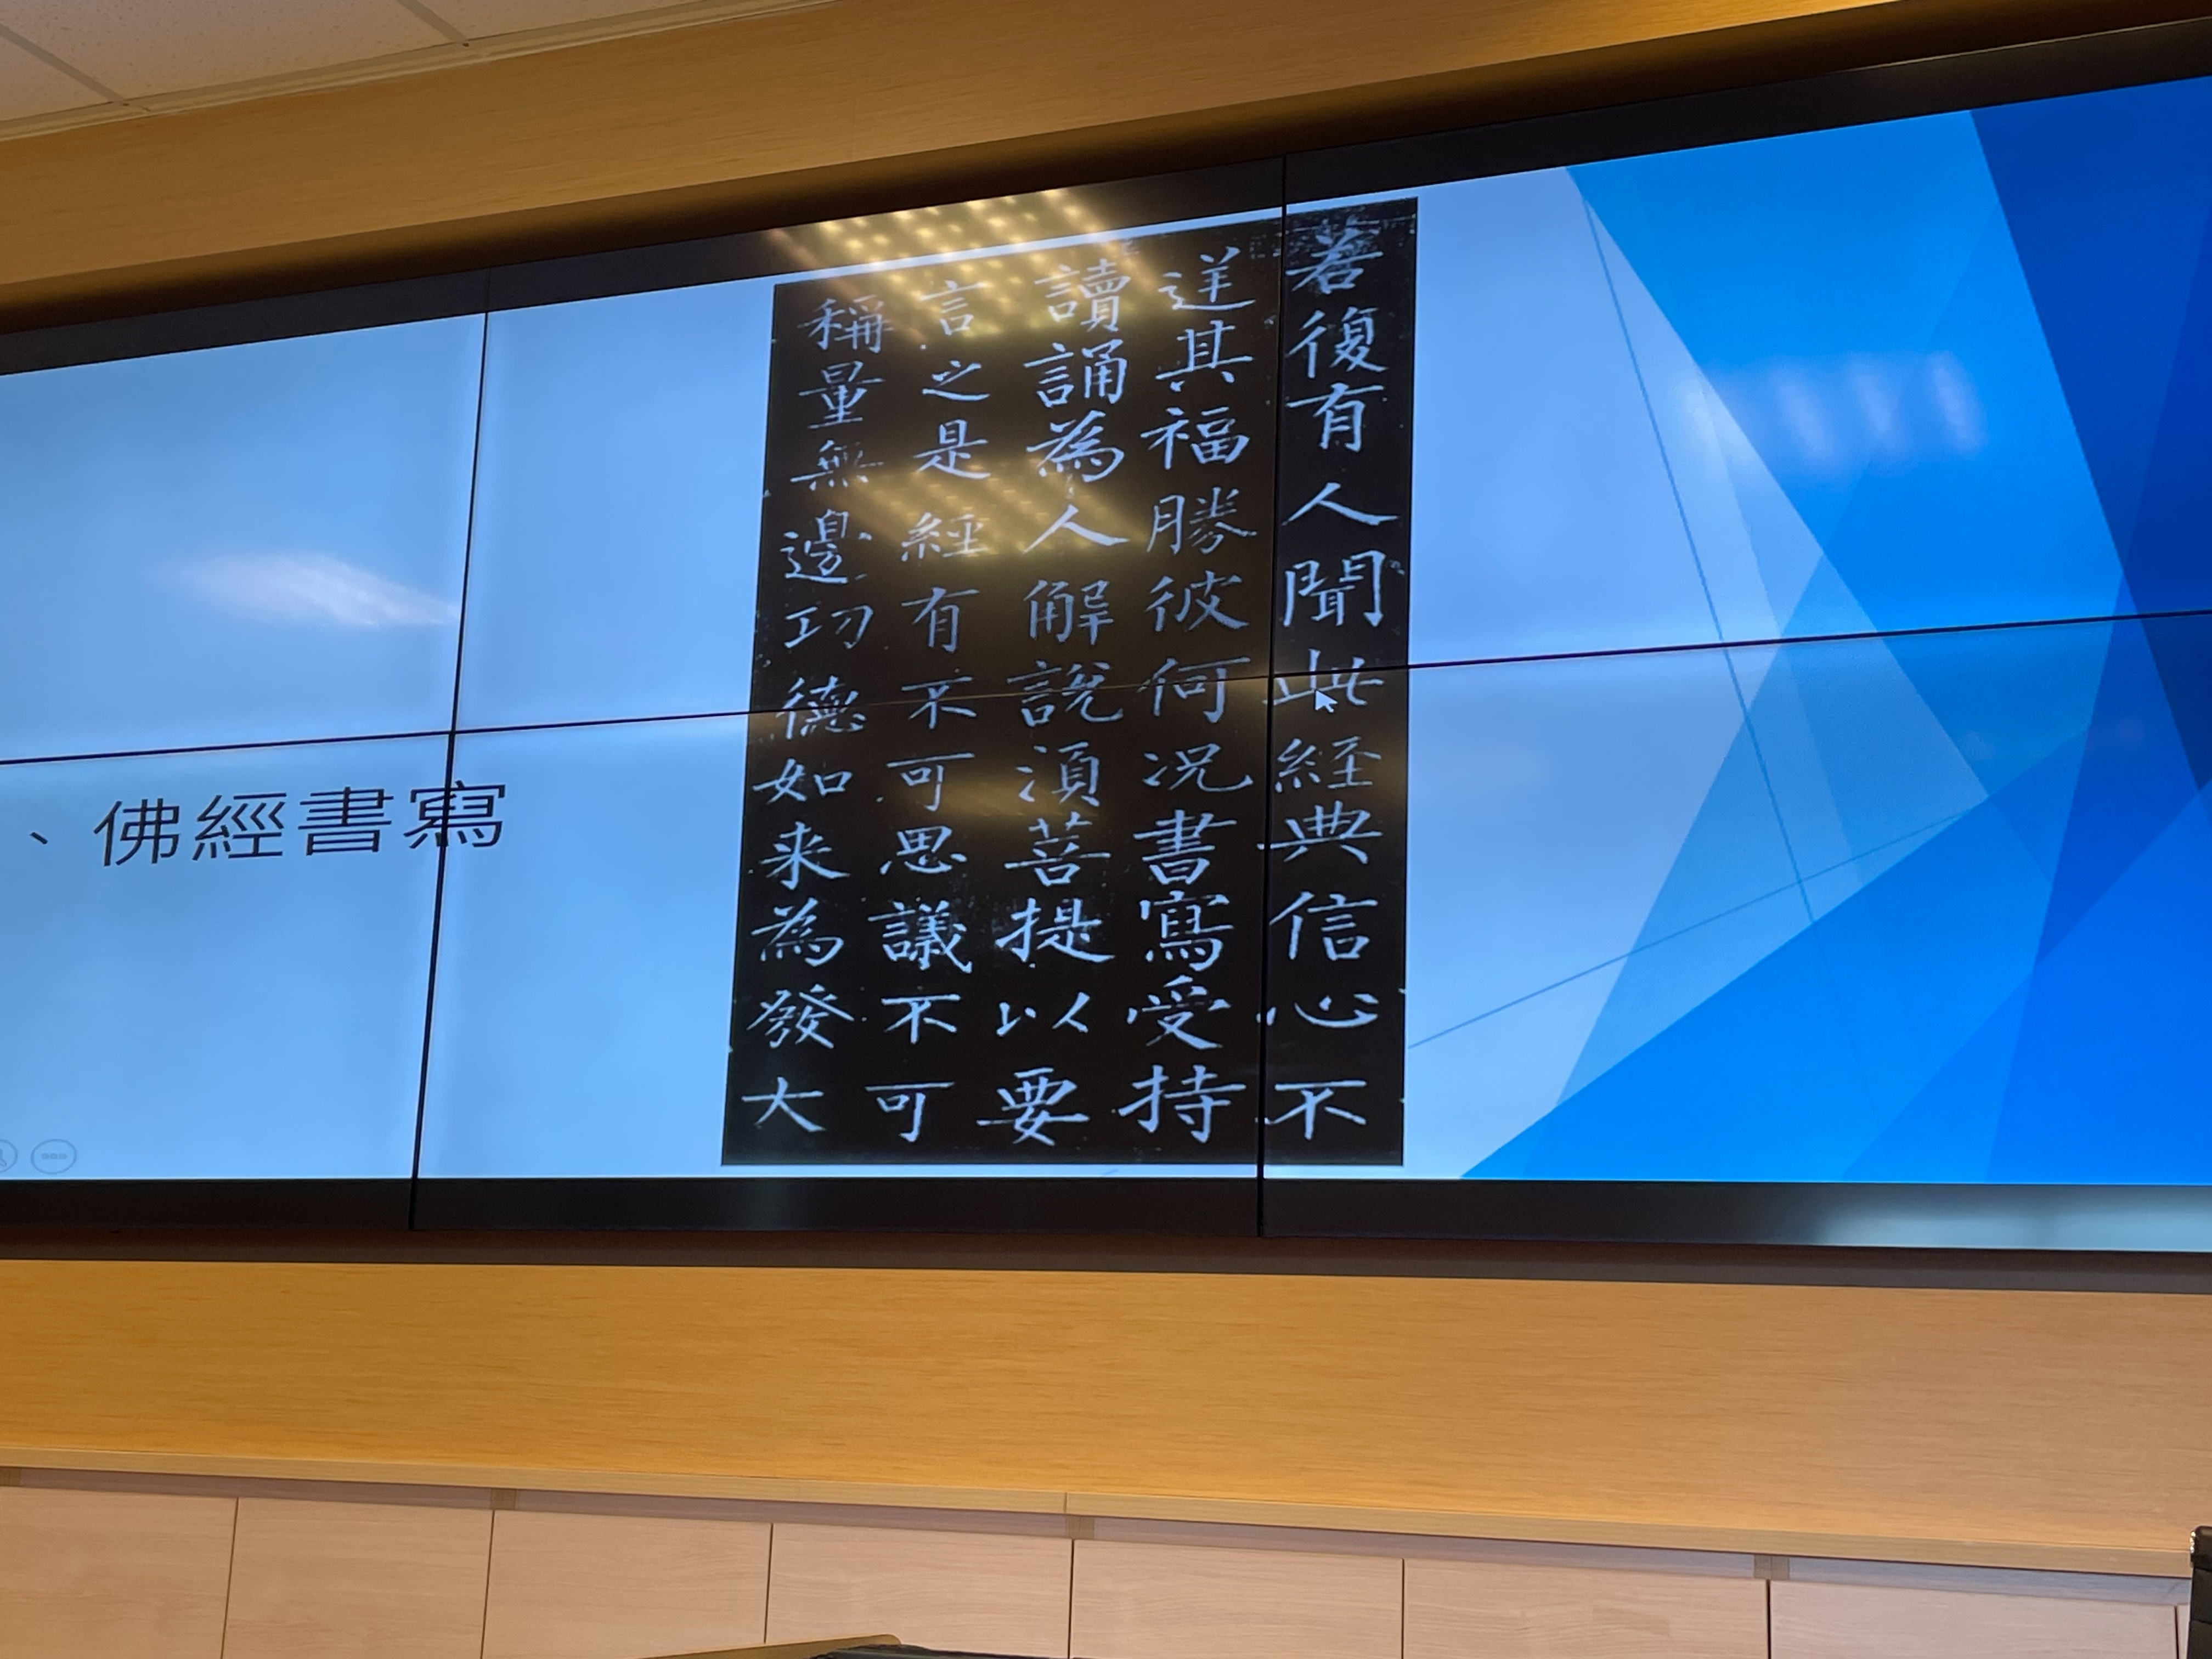 、佛經書寫
若復有人聞此經典信心不
逆其福勝彼何况書寫受持
讀誦為人解說須菩提以要
言之是經有不可思議不可
稱量無邊功德如来為發大